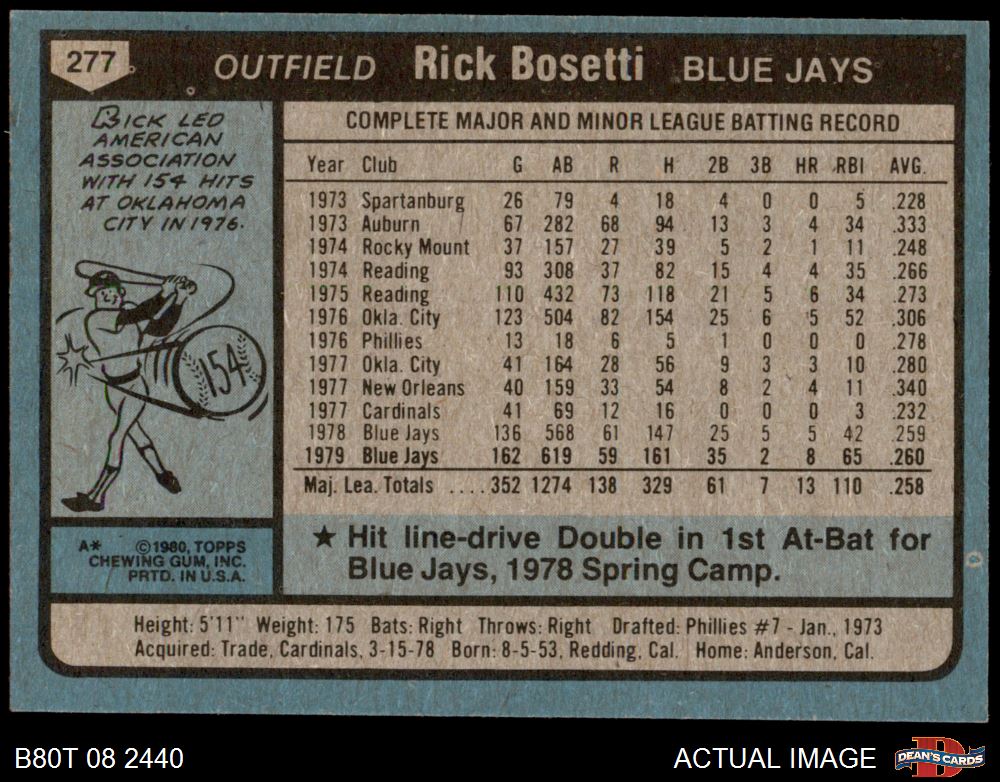 277 OUTFIELD Rick Bosetti BLUE JAYS
RICK LED
AMERICAN
ASSOCIATION
WITH 154 HITS
AT OKLAHOMA
CITY IN 1976.
154
A* ©1980, TOPPS
CHEWING GUM, INC.
PRTD. IN U.S.A.
COMPLETE MAJOR AND MINOR LEAGUE BATTING RECORD
Year Club G AB R H 2B 3B HR RBI AVG.
1973 Spartanburg 26 79 4 18 4 0 0 5 .228
1973 Auburn 67 282 68 94 13 3 4 34 .333
1974 Rocky Mount 37 157 27 39 5 2 1 11 .248
1974 Reading 93 308 37 82 15 4 4 35 .266
1975 Reading 110 432 73 118 21 5 6 34 .273
1976 Okla. City 123 504 82 154 25 6 5 52 .306
1976 Phillies 13 18 6 5 1 0 0 0 .278
1977 Okla. City 41 164 28 56 9 3 3 10 .280
1977 New Orleans 40 159 33 54 8 2 4 11 .340
1977 Cardinals 41 69 12 16 0 0 0 3 .232
1978 Blue Jays 136 568 61 147 25 5 5 42 .259
1979 Blue Jays 162 619 59 161 35 2 8 65 .260
Maj. Lea. Totals .... 352 1274 138 329 61 7 13 110 .258
★ Hit line-drive Double in 1st At-Bat for
Blue Jays, 1978 Spring Camp.
Height: 5'11" Weight: 175 Bats: Right Throws: Right Drafted: Phillies #7 - Jan., 1973
Acquired: Trade, Cardinals, 3-15-78 Born: 8-5-53, Redding, Cal. Home: Anderson, Cal.
B80T 08 2440 ACTUAL IMAGE D DEAN'S CARDS